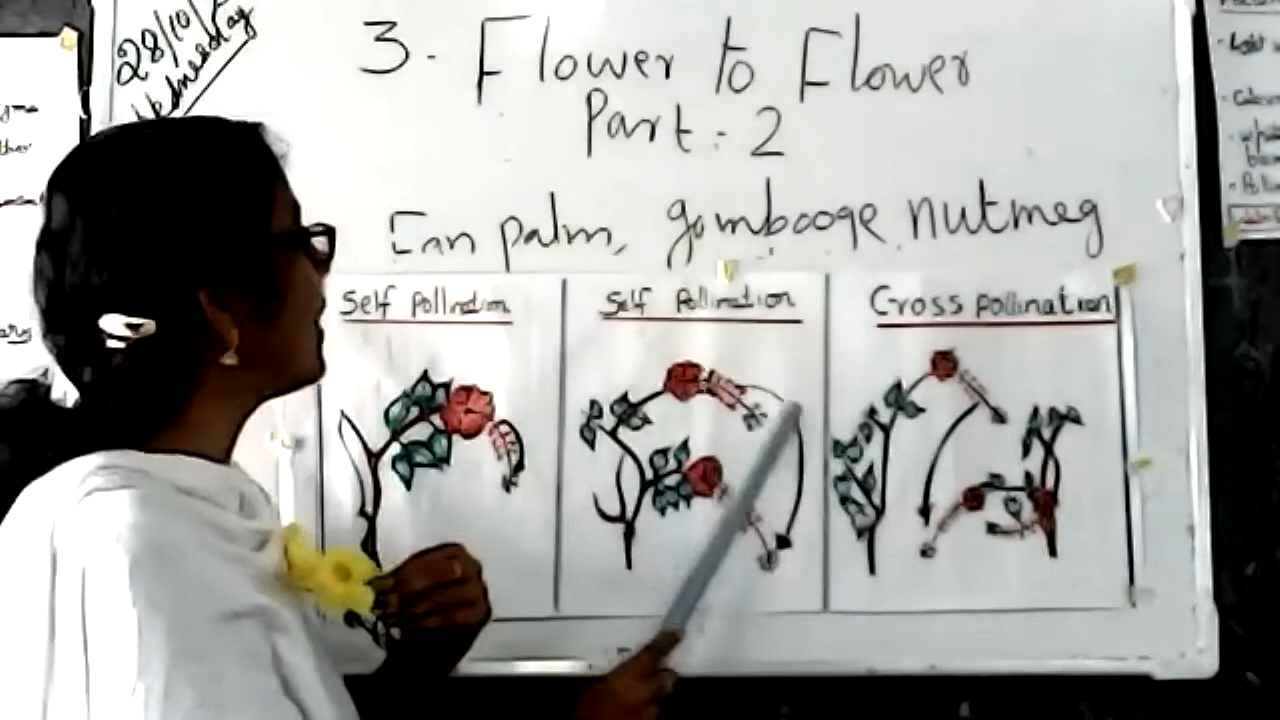 28/10/
Wednesday
3. Flower to Flower
Part: 2
Fan palm, gambooge, nutmeg
Self Pollination
Self Pollination
Cross pollination